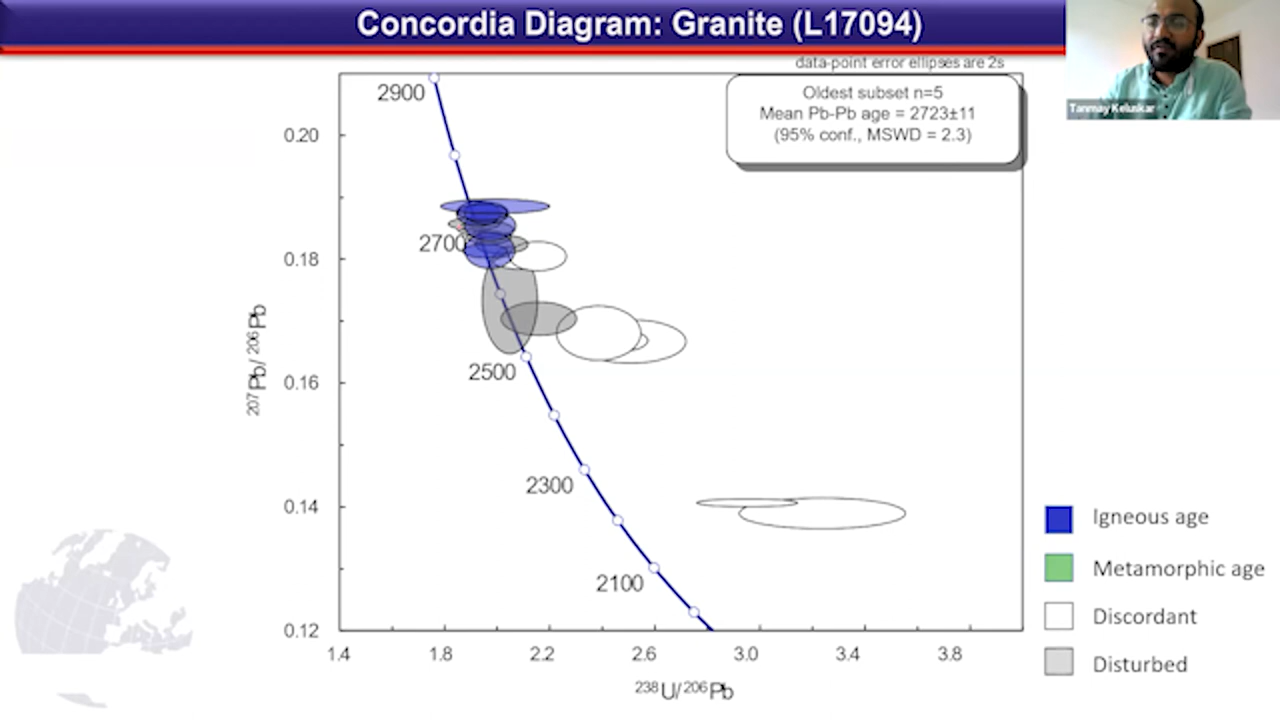 Concordia Diagram: Granite (L17094)
Tanmay Keluskar
data-point error ellipses are 2s
Oldest subset n=5
Mean Pb-Pb age = 2723±11
(95% conf., MSWD = 2.3)
2900
2700
2500
2300
2100
0.20
0.18
0.16
0.14
0.12
207Pb/206Pb
1.4 1.8 2.2 2.6 3.0 3.4 3.8
238U/206Pb
Igneous age
Metamorphic age
Discordant
Disturbed